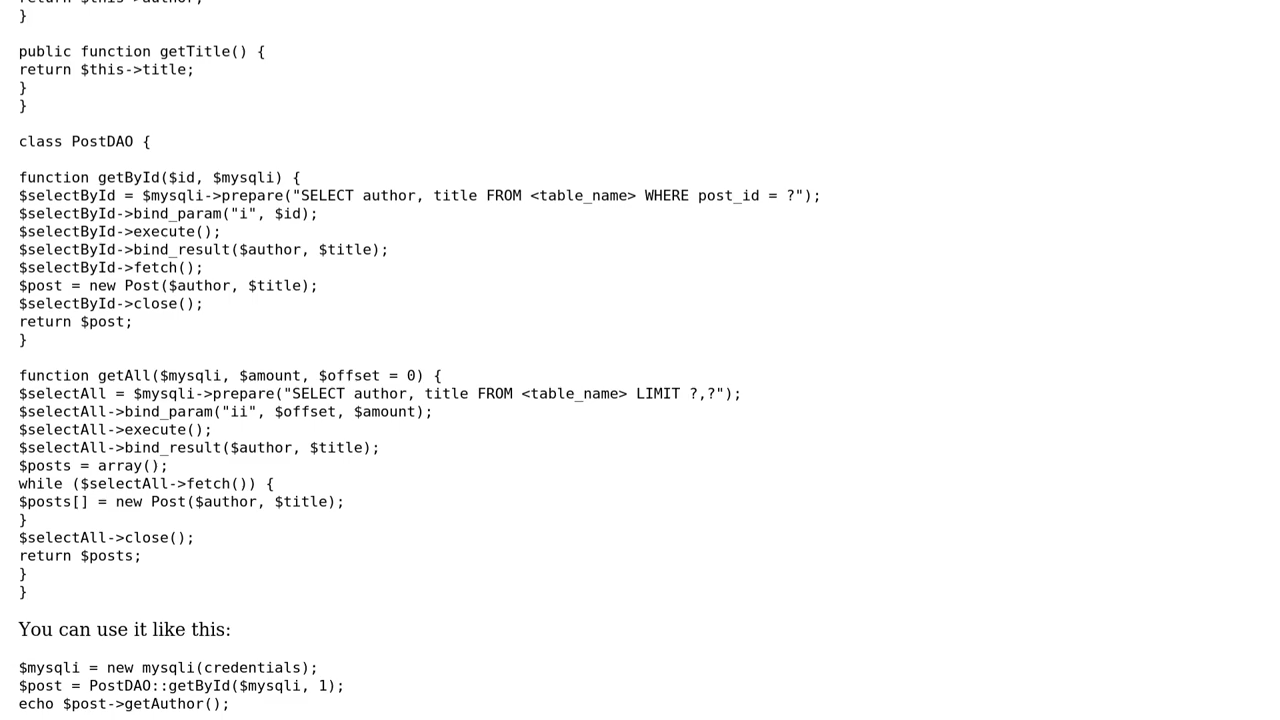 return $this->author;
}
public function getTitle() {
return $this->title;
}
}
class PostDAO {
function getById($id, $mysqli) {
$selectById = $mysqli->prepare("SELECT author, title FROM <table_name> WHERE post_id = ?");
$selectById->bind_param("i", $id);
$selectById->execute();
$selectById->bind_result($author, $title);
$selectById->fetch();
$post = new Post($author, $title);
$selectById->close();
return $post;
}
function getAll($mysqli, $amount, $offset = 0) {
$selectAll = $mysqli->prepare("SELECT author, title FROM <table_name> LIMIT ?,?");
$selectAll->bind_param("ii", $offset, $amount);
$selectAll->execute();
$selectAll->bind_result($author, $title);
$posts = array();
while ($selectAll->fetch()) {
$posts[] = new Post($author, $title);
}
$selectAll->close();
return $posts;
}
}
You can use it like this:
$mysqli = new mysqli(credentials);
$post = PostDAO::getById($mysqli, 1);
echo $post->getAuthor();